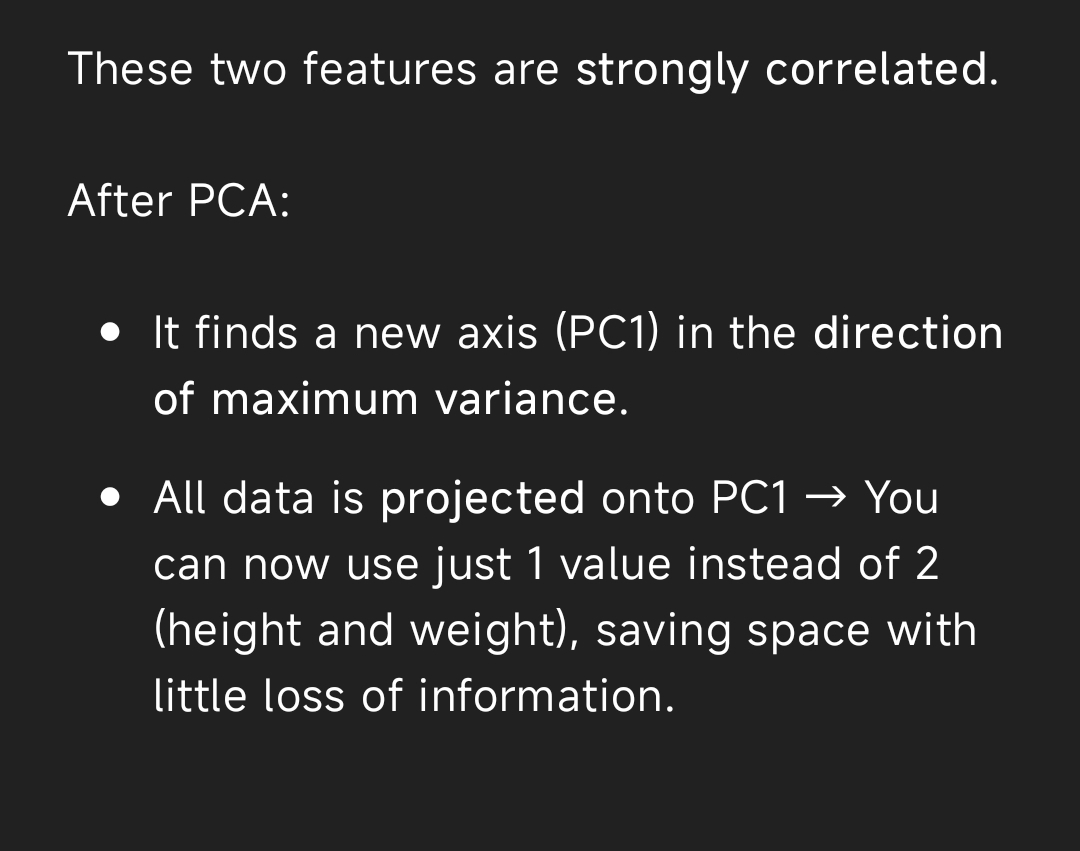 These two features are strongly correlated.
After PCA:
• It finds a new axis (PC1) in the direction
of maximum variance.
• All data is projected onto PC1 → You
can now use just 1 value instead of 2
(height and weight), saving space with
little loss of information.